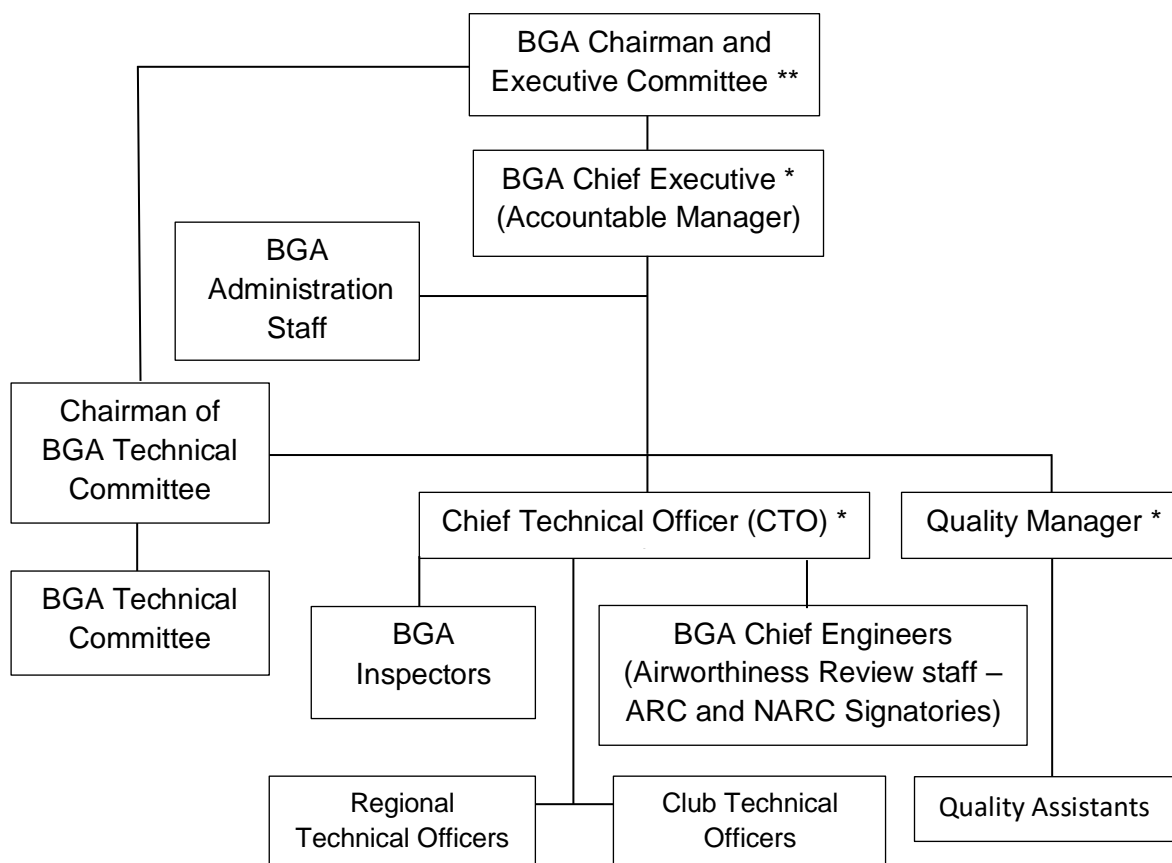 BGA Chairman and
Executive Committee **
BGA Chief Executive *
(Accountable Manager)
BGA
Administration
Staff
Chairman of
BGA Technical
Committee
Chief Technical Officer (CTO) *
Quality Manager *
BGA Technical
Committee
BGA
Inspectors
BGA Chief Engineers
(Airworthiness Review staff –
ARC and NARC Signatories)
Regional
Technical Officers
Club Technical
Officers
Quality Assistants